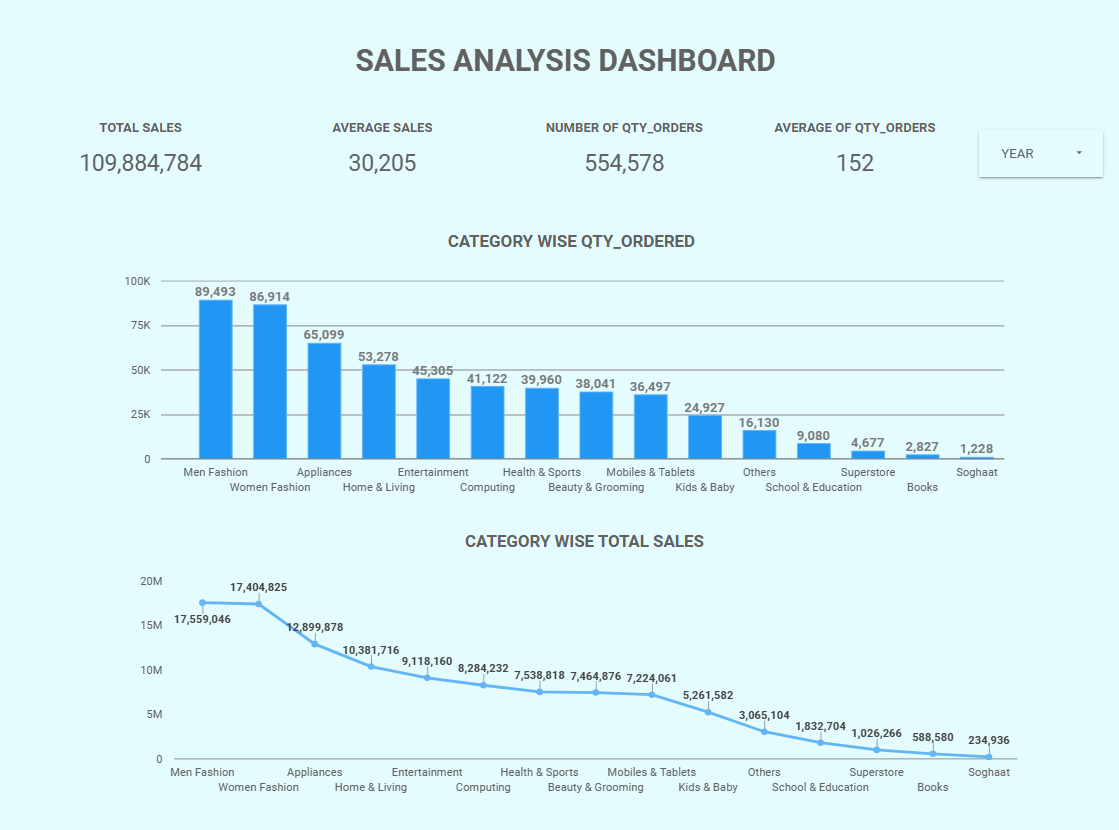 SALES ANALYSIS DASHBOARD
TOTAL SALES
AVERAGE SALES
NUMBER OF QTY_ORDERS
AVERAGE OF QTY_ORDERS
109,884,784
30,205
554,578
152
YEAR
CATEGORY WISE QTY_ORDERED
100K
75K
50K
25K
0
89,493
86,914
65,099
53,278
45,305
41,122
39,960
38,041
36,497
24,927
16,130
9,080
4,677
2,827
1,228
Men Fashion
Women Fashion
Appliances
Home & Living
Entertainment
Computing
Health & Sports
Beauty & Grooming
Mobiles & Tablets
Kids & Baby
Others
School & Education
Superstore
Books
Soghaat
CATEGORY WISE TOTAL SALES
20M
15M
10M
5M
0
17,559,046
17,404,825
12,899,878
10,381,716
9,118,160
8,284,232
7,538,818
7,464,876
7,224,061
5,261,582
3,065,104
1,832,704
1,026,266
588,580
234,936
Men Fashion
Women Fashion
Appliances
Home & Living
Entertainment
Computing
Health & Sports
Beauty & Grooming
Mobiles & Tablets
Kids & Baby
Others
School & Education
Superstore
Books
Soghaat